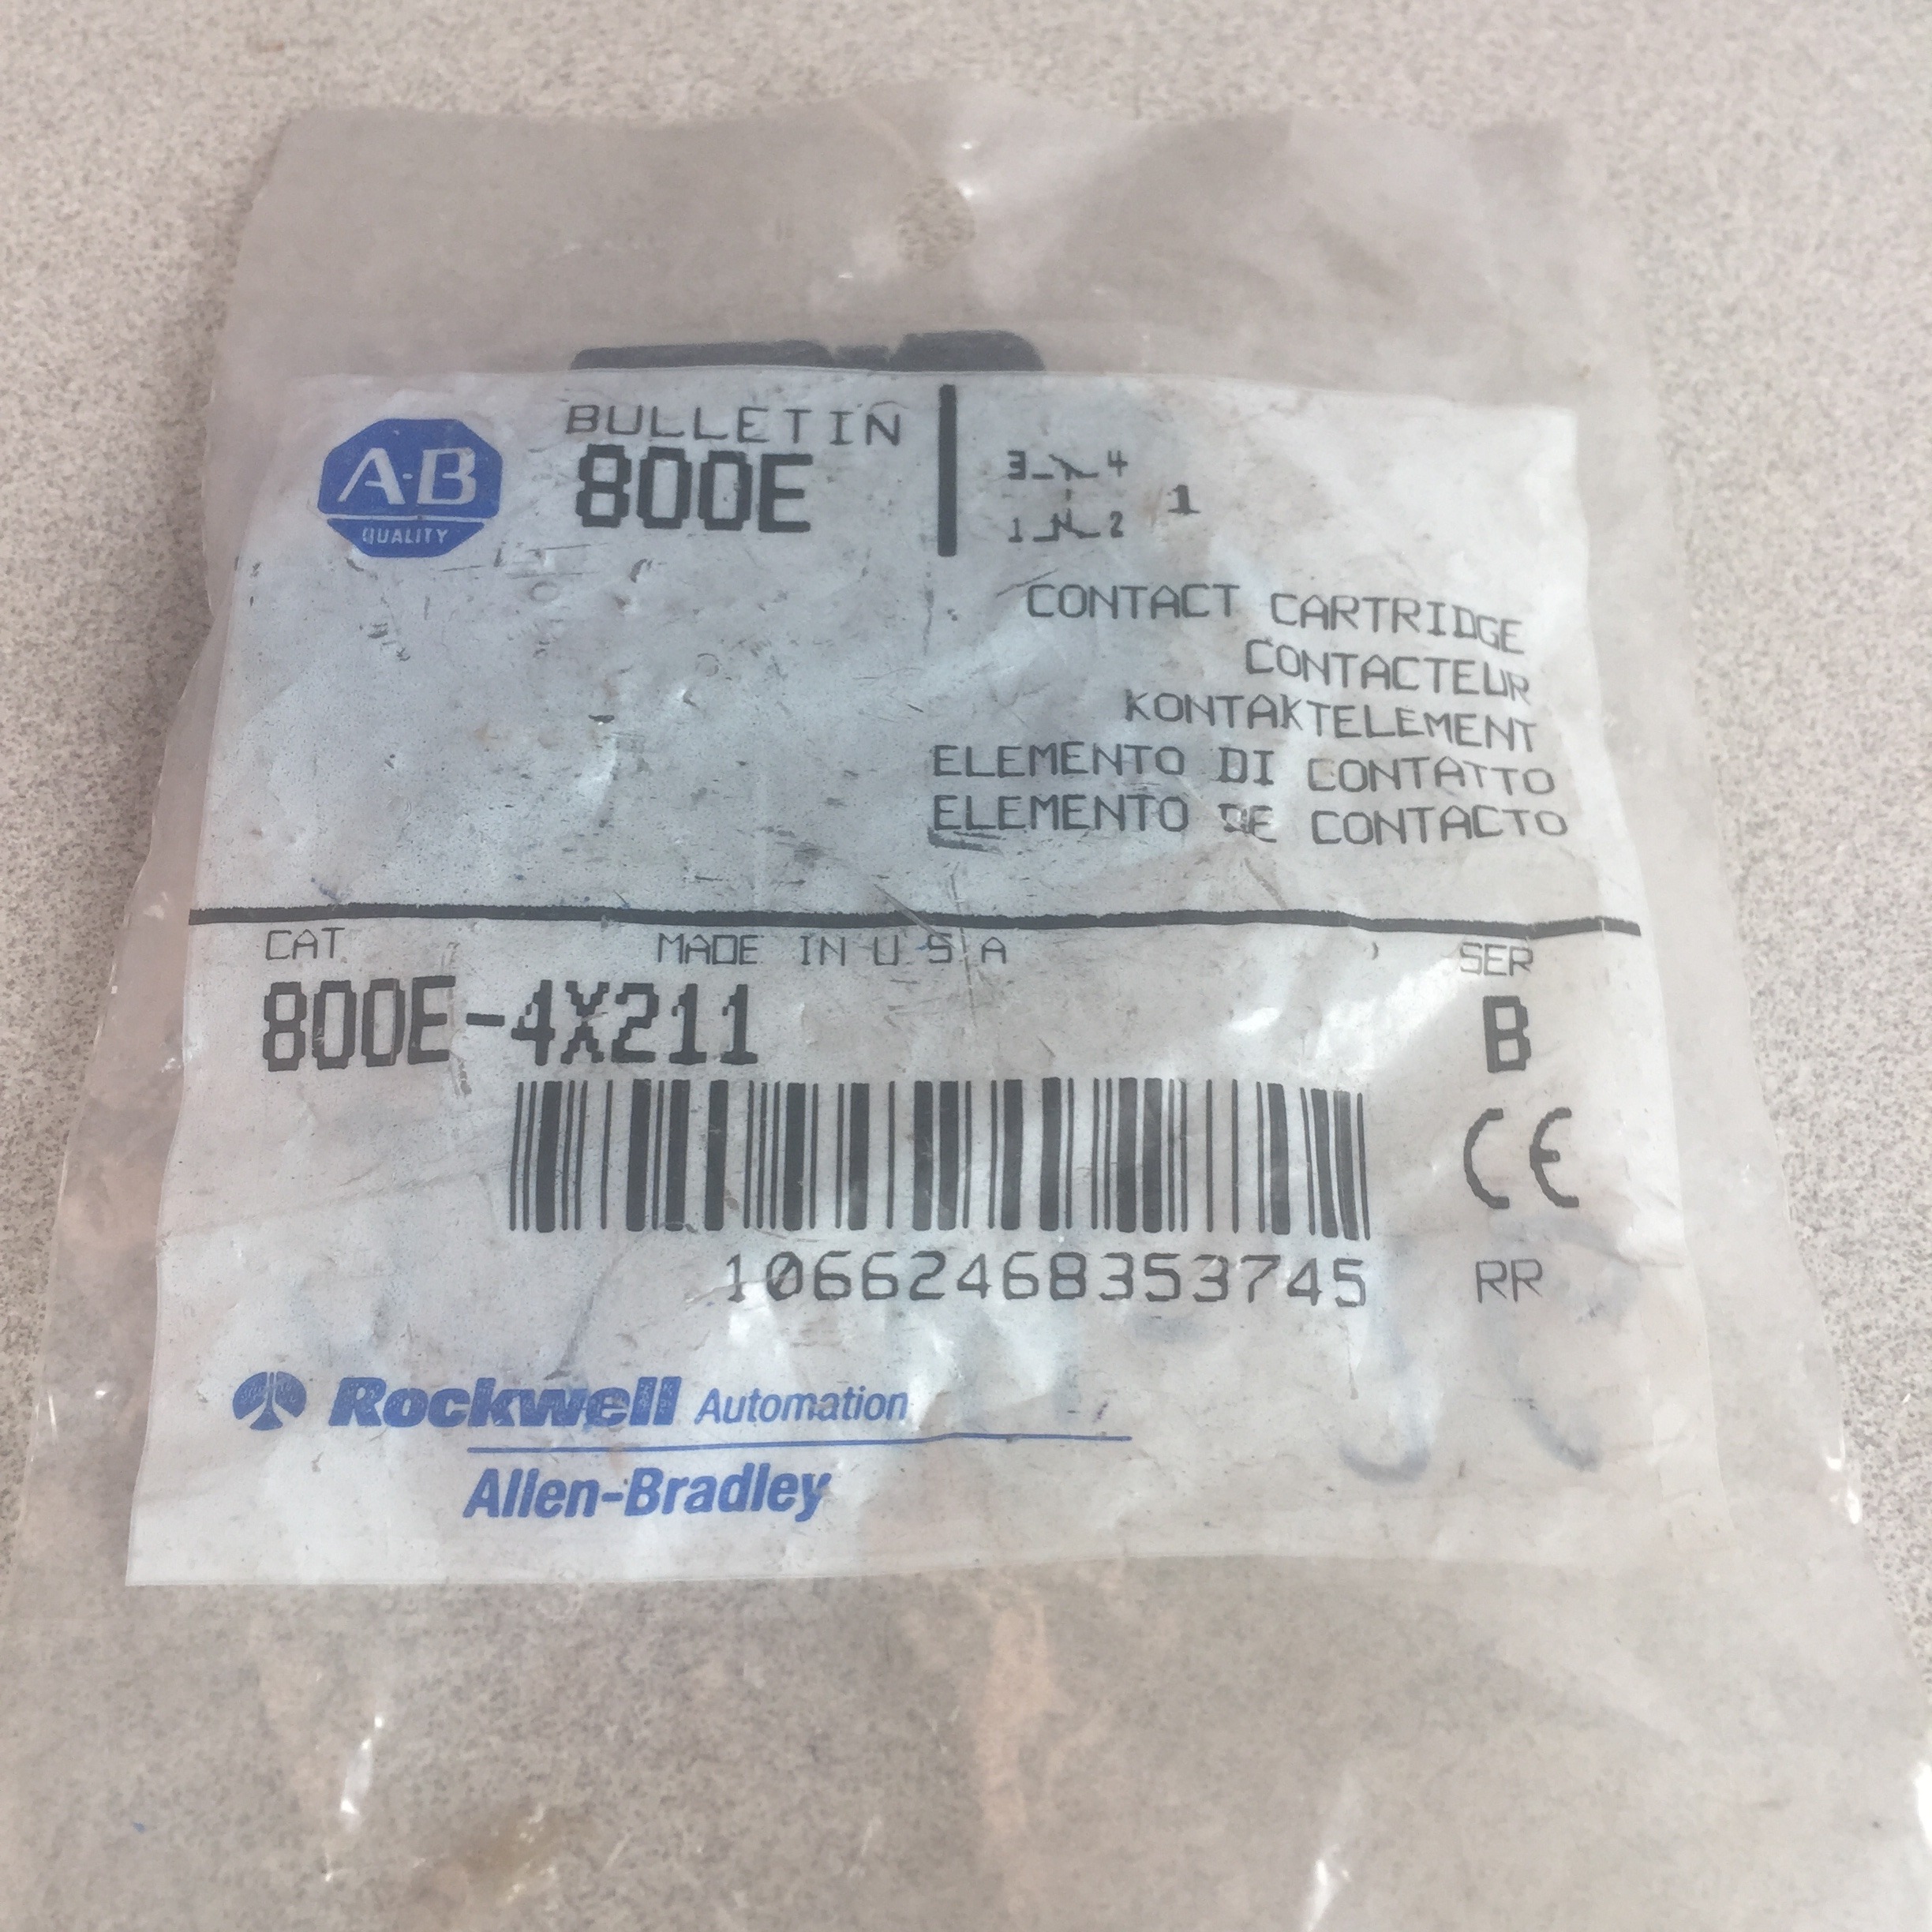 A·B
QUALITY
BULLETIN
800E
3 4
1 2
1
CONTACT CARTRIDGE
CONTACTEUR
KONTAKTELEMENT
ELEMENTO DI CONTATTO
ELEMENTO DE CONTACTO
CAT. MADE IN U S A SER
800E-4X211 B
CE
10662468353745 RR
Rockwell Automation
Allen-Bradley